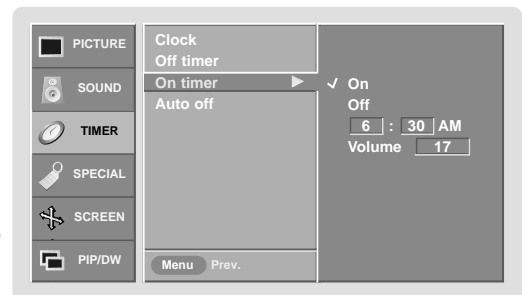 PICTURE
SOUND
TIMER
SPECIAL
SCREEN
PIP/DW
Clock
Off timer
On timer ▶
Auto off
Menu Prev.
✓ On
Off
6 : 30 AM
Volume 17